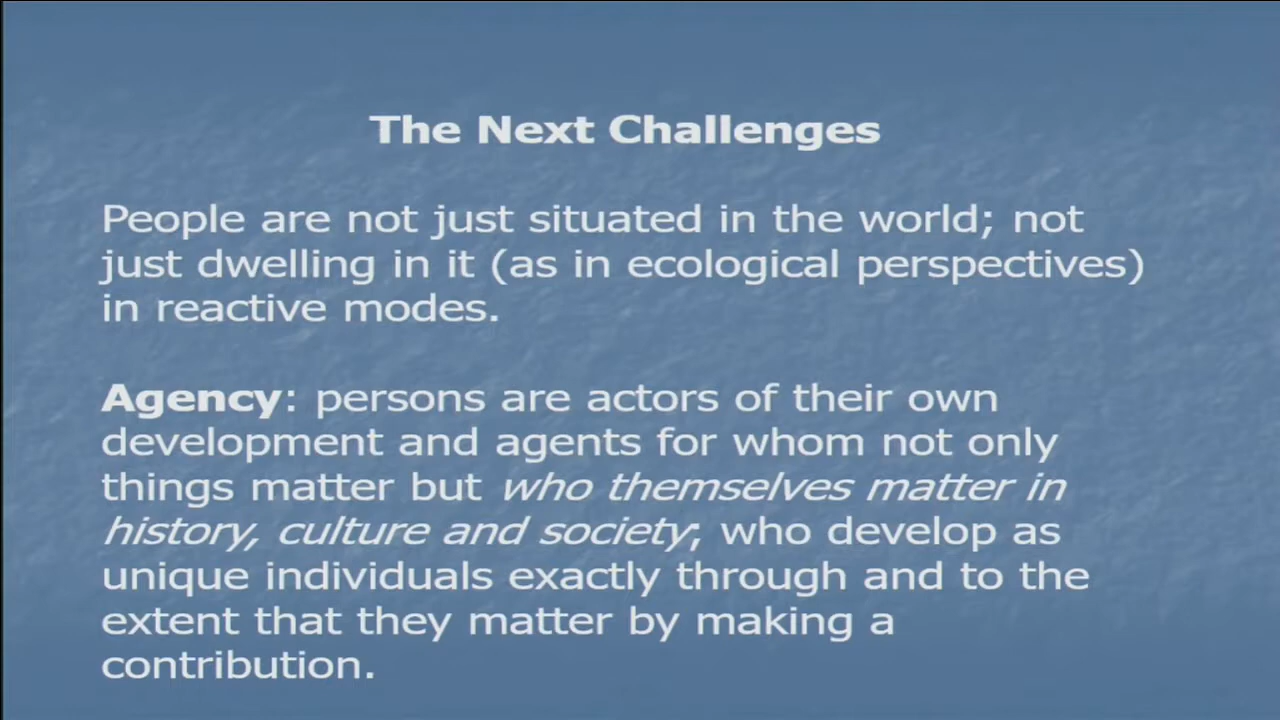 The Next Challenges
People are not just situated in the world; not
just dwelling in it (as in ecological perspectives)
in reactive modes.
Agency: persons are actors of their own
development and agents for whom not only
things matter but who themselves matter in
history, culture and society; who develop as
unique individuals exactly through and to the
extent that they matter by making a
contribution.